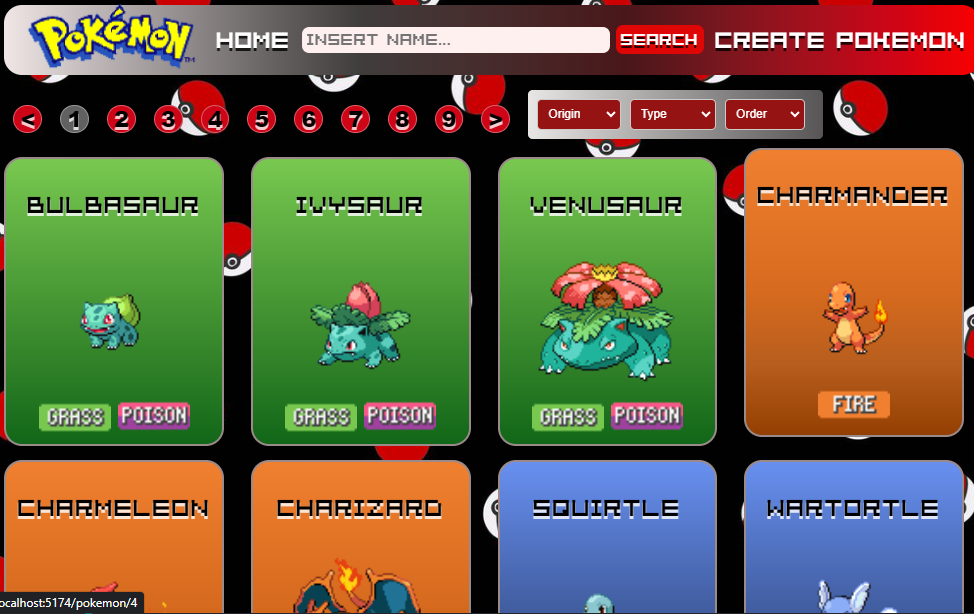 POKéMON TM HOME INSERT NAME... SEARCH CREATE POKEMON
< 1 2 3 4 5 6 7 8 9 > Origin Type Order
BULBASAUR IVYSAUR VENUSAUR CHARMANDER
GRASS POISON GRASS POISON GRASS POISON FIRE
CHARMELEON CHARIZARD SQUIRTLE WARTORTLE
ocalhost:5174/pokemon/4